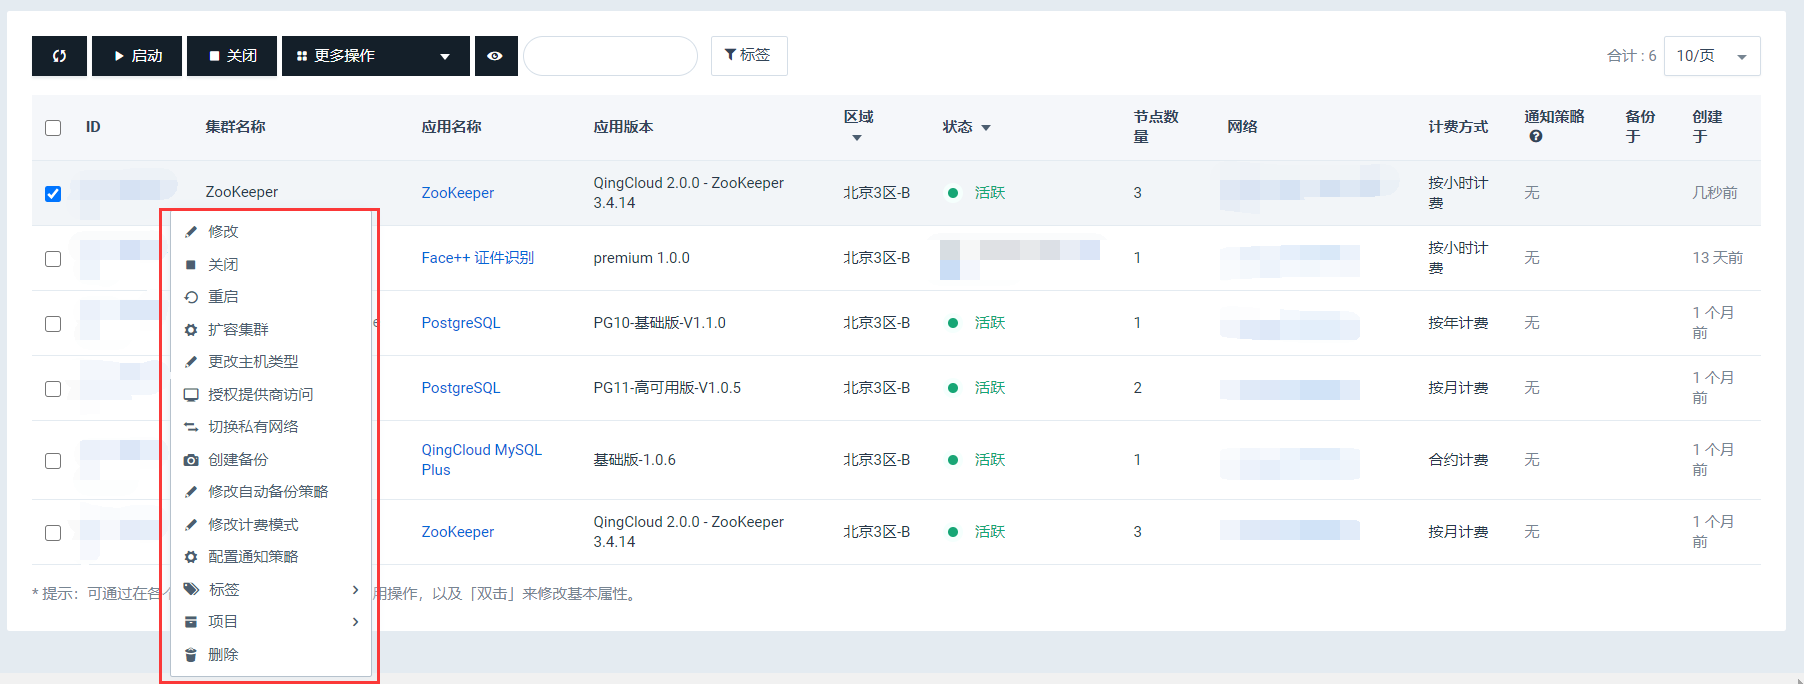 启动
关闭
更多操作
标签
合计 : 6
10/页
ID
集群名称
应用名称
应用版本
区域
状态
节点数
量
网络
计费方式
通知策略
备份
于
创建
于
ZooKeeper
ZooKeeper
QingCloud 2.0.0 - ZooKeeper
3.4.14
北京3区-B
活跃
3
按小时计
费
无
几秒前
Face++ 证件识别
premium 1.0.0
北京3区-B
1
按小时计
费
无
13 天前
PostgreSQL
PG10-基础版-V1.1.0
北京3区-B
活跃
1
按年计费
无
1 个月
前
PostgreSQL
PG11-高可用版-V1.0.5
北京3区-B
活跃
2
按月计费
无
1 个月
前
QingCloud MySQL
Plus
基础版-1.0.6
北京3区-B
活跃
1
合约计费
无
1 个月
前
ZooKeeper
QingCloud 2.0.0 - ZooKeeper
3.4.14
北京3区-B
活跃
3
按月计费
无
1 个月
前
修改
关闭
重启
扩容集群
更改主机类型
授权提供商访问
切换私有网络
创建备份
修改自动备份策略
修改计费模式
配置通知策略
标签
项目
删除
* 提示：可通过在各
用操作，以及「双击」来修改基本属性。